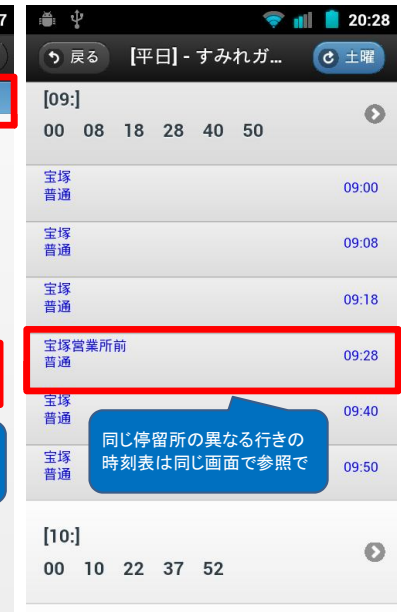 7
20:28
戻る
[平日] - すみれガ...
土曜
[09:]
00 08 18 28 40 50
宝塚
普通
09:00
宝塚
普通
09:08
宝塚
普通
09:18
宝塚営業所前
普通
09:28
宝塚
普通
09:40
同じ停留所の異なる行きの
時刻表は同じ画面で参照で
宝塚
普通
09:50
[10:]
00 10 22 37 52